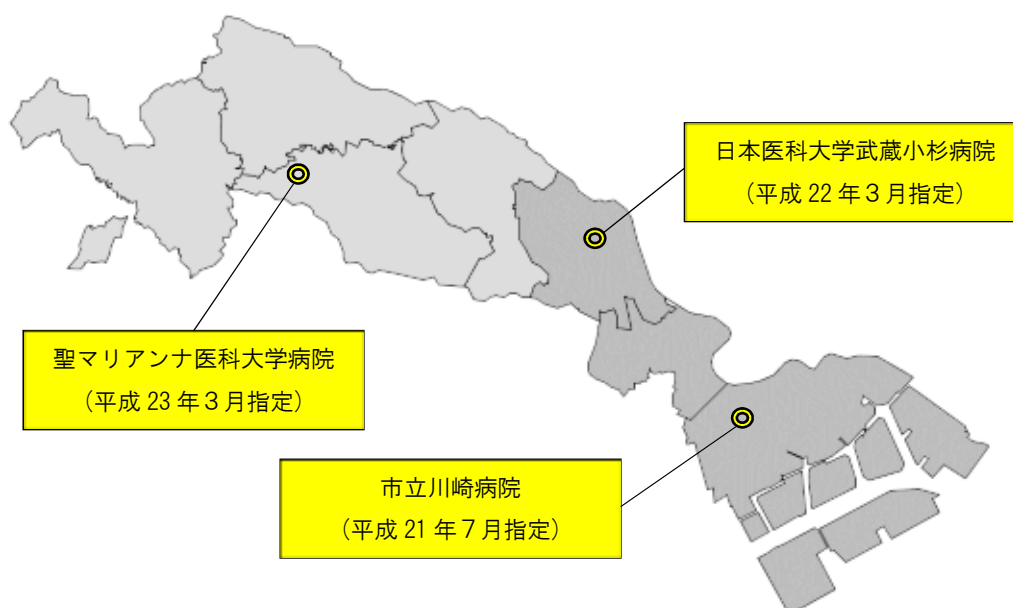 日本医科大学武蔵小杉病院
（平成 22 年３月指定）
聖マリアンナ医科大学病院
（平成 23 年３月指定）
市立川崎病院
（平成 21 年７月指定）